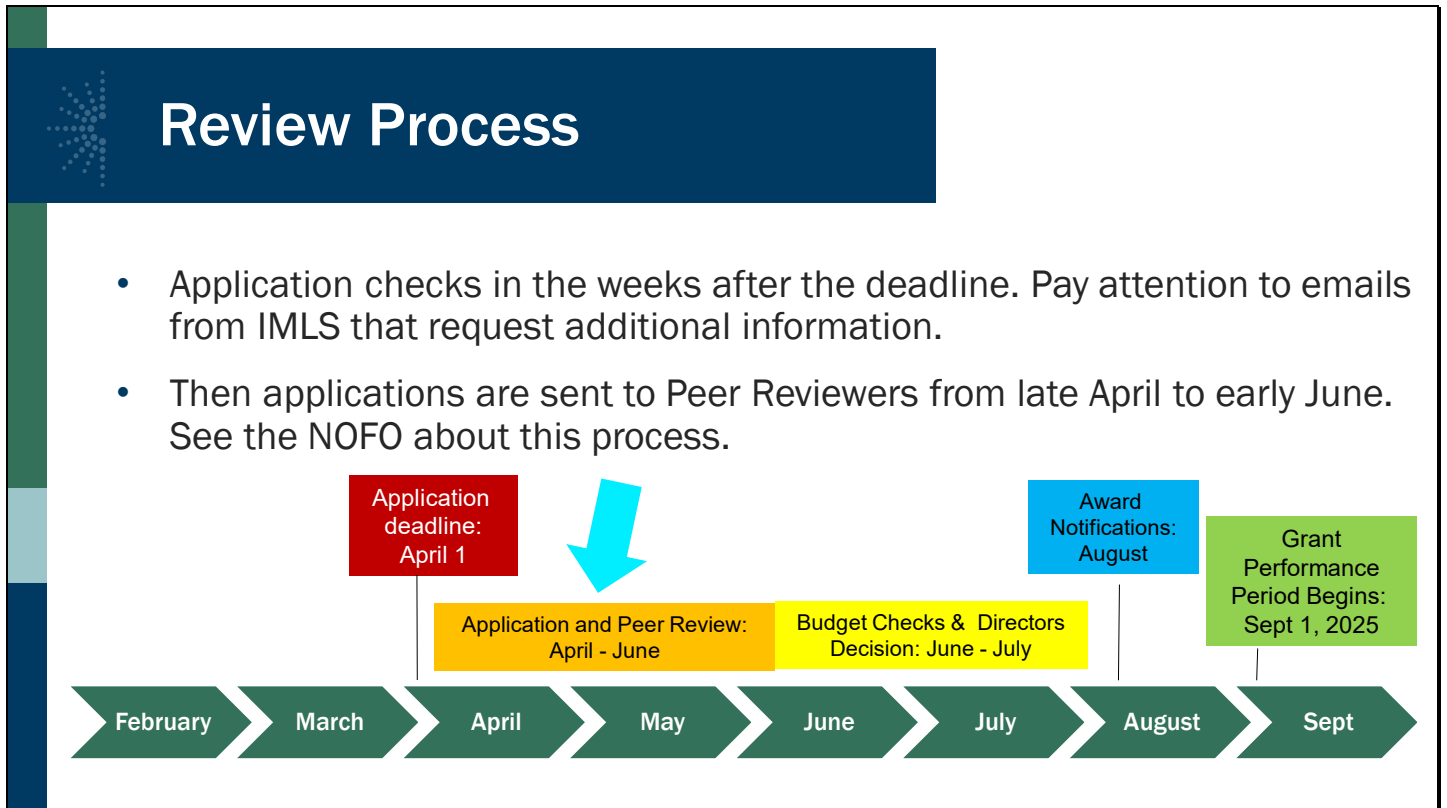 Review Process
• Application checks in the weeks after the deadline. Pay attention to emails
from IMLS that request additional information.
• Then applications are sent to Peer Reviewers from late April to early June.
See the NOFO about this process.
Application
deadline:
April 1
Award
Notifications:
August
Grant
Performance
Period Begins:
Sept 1, 2025
Application and Peer Review:
April - June
Budget Checks &  Directors
Decision: June - July
February
March
April
May
June
July
August
Sept